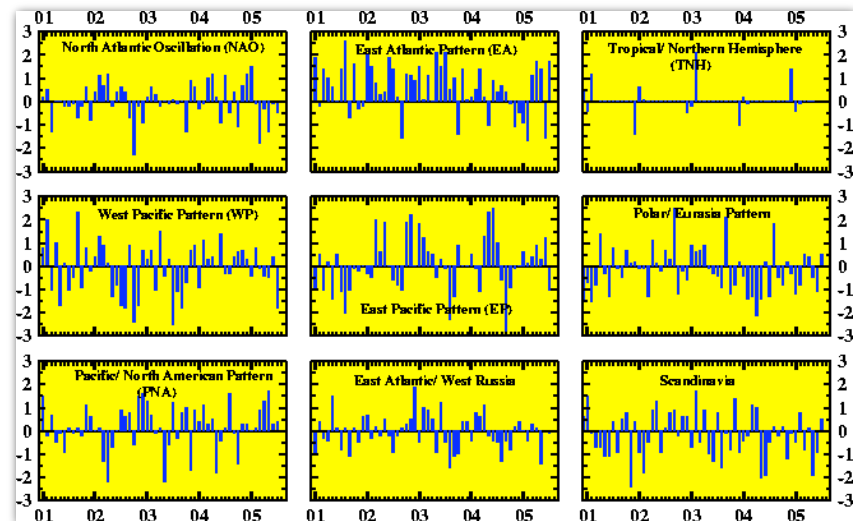 01 02 03 04 05 01 02 03 04 05 01 02 03 04 05
3 North Atlantic Oscillation (NAO) East Atlantic Pattern (EA) Tropical/ Northern Hemisphere 3
(TNH)
2 2
1 1
0 0
-1 -1
-2 -2
-3 -3
3 3
West Pacific Pattern (WP) Polar/ Eurasia Pattern
2 2
1 1
0 0
-1 -1
East Pacific Pattern (EP)
-2 -2
-3 -3
3 3
Pacific/ North American Pattern East Atlantic/ West Russia Scandinavia
(PNA)
2 2
1 1
0 0
-1 -1
-2 -2
-3 -3
01 02 03 04 05 01 02 03 04 05 01 02 03 04 05